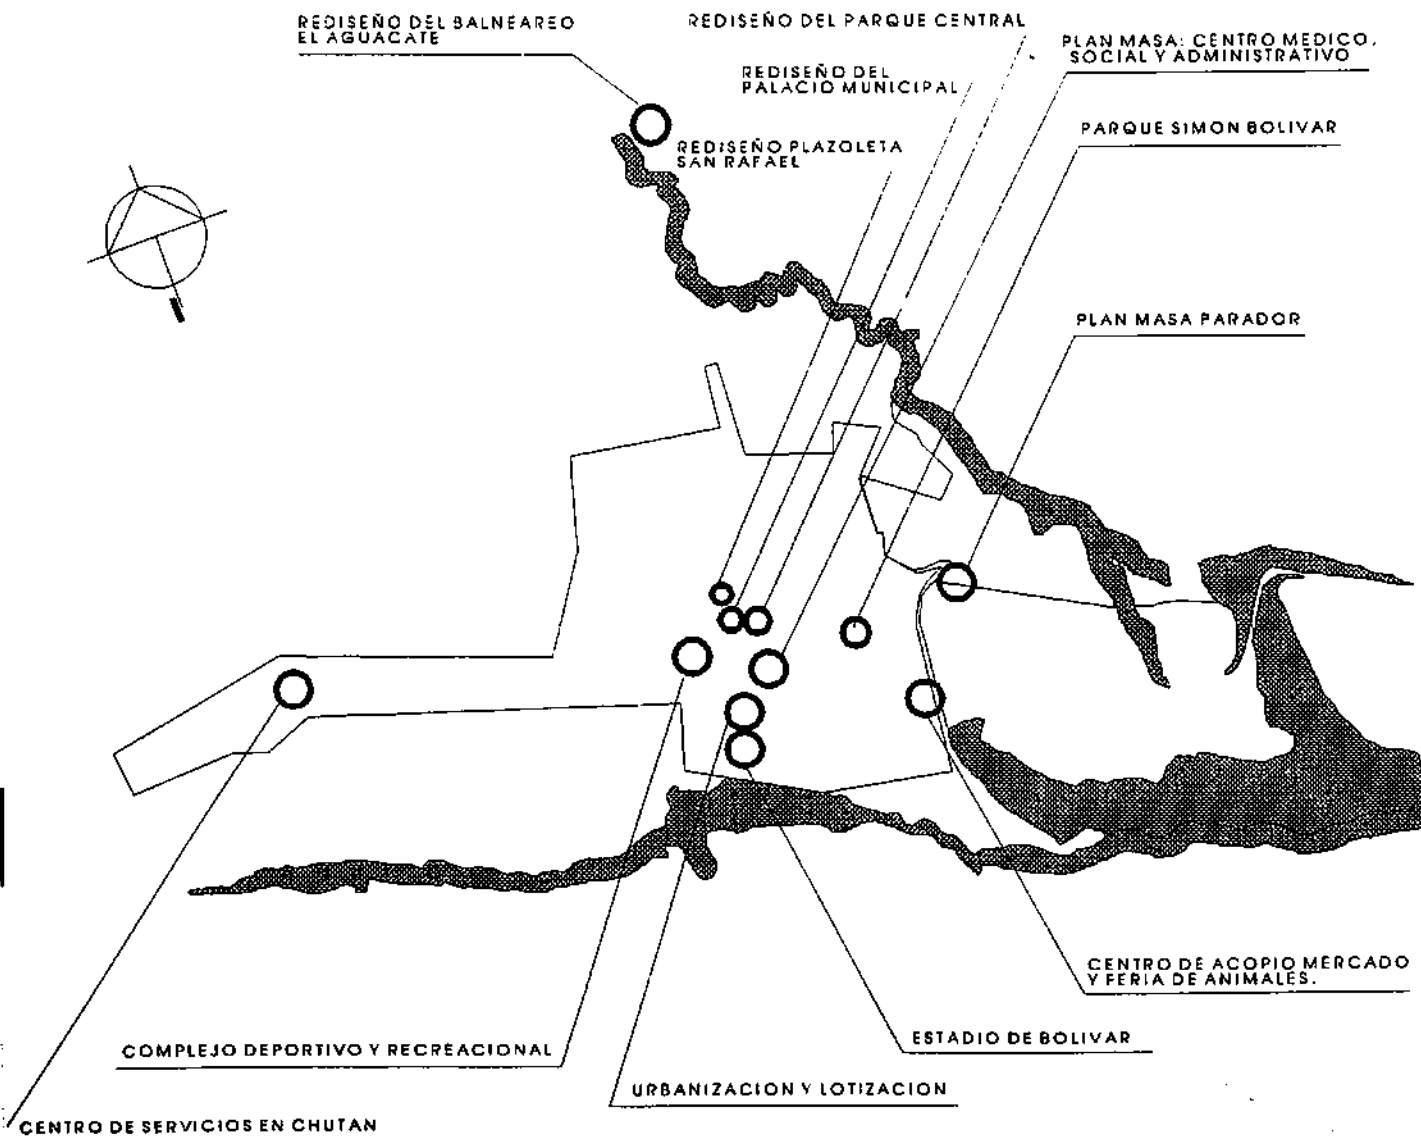 REDISEÑO DEL BALNEAREO
EL AGUACATE
REDISEÑO DEL PARQUE CENTRAL
PLAN MASA: CENTRO MEDICO,
SOCIAL Y ADMINISTRATIVO
REDISEÑO DEL
PALACIO MUNICIPAL
PARQUE SIMON BOLIVAR
REDISEÑO PLAZOLETA
SAN RAFAEL
PLAN MASA PARADOR
CENTRO DE ACOPIO MERCADO
Y FERIA DE ANIMALES.
ESTADIO DE BOLIVAR
COMPLEJO DEPORTIVO Y RECREACIONAL
URBANIZACION Y LOTIZACION
CENTRO DE SERVICIOS EN CHUTAN